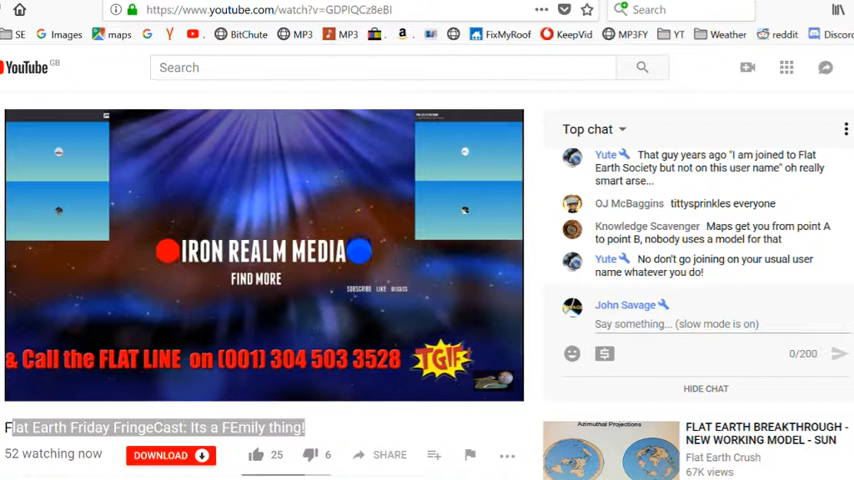 https://www.youtube.com/watch?v=GDPIQCz8eBI
Search
SE
Images
maps
BitChute
MP3
MP3
FixMyRoof
KeepVid
MP3FY
YT
Weather
reddit
Discord
YouTube GB
Search
IRON REALM MEDIA
FIND MORE
SUBSCRIBE LIKE DISCUSS
& Call the FLAT LINE on (001) 304 503 3528
TGIF
Flat Earth Friday FringeCast: Its a FEmily thing!
52 watching now
DOWNLOAD
25
6
SHARE
Top chat
Yute That guy years ago "I am joined to Flat
Earth Society but not on this user name" oh really
smart arse...
OJ McBaggins tittysprinkles everyone
Knowledge Scavenger Maps get you from point A
to point B, nobody uses a model for that
Yute No don't go joining on your usual user
name whatever you do!
John Savage
Say something... (slow mode is on)
0/200
HIDE CHAT
Azimuthal Projections
FLAT EARTH BREAKTHROUGH -
NEW WORKING MODEL - SUN
Flat Earth Crush
67K views